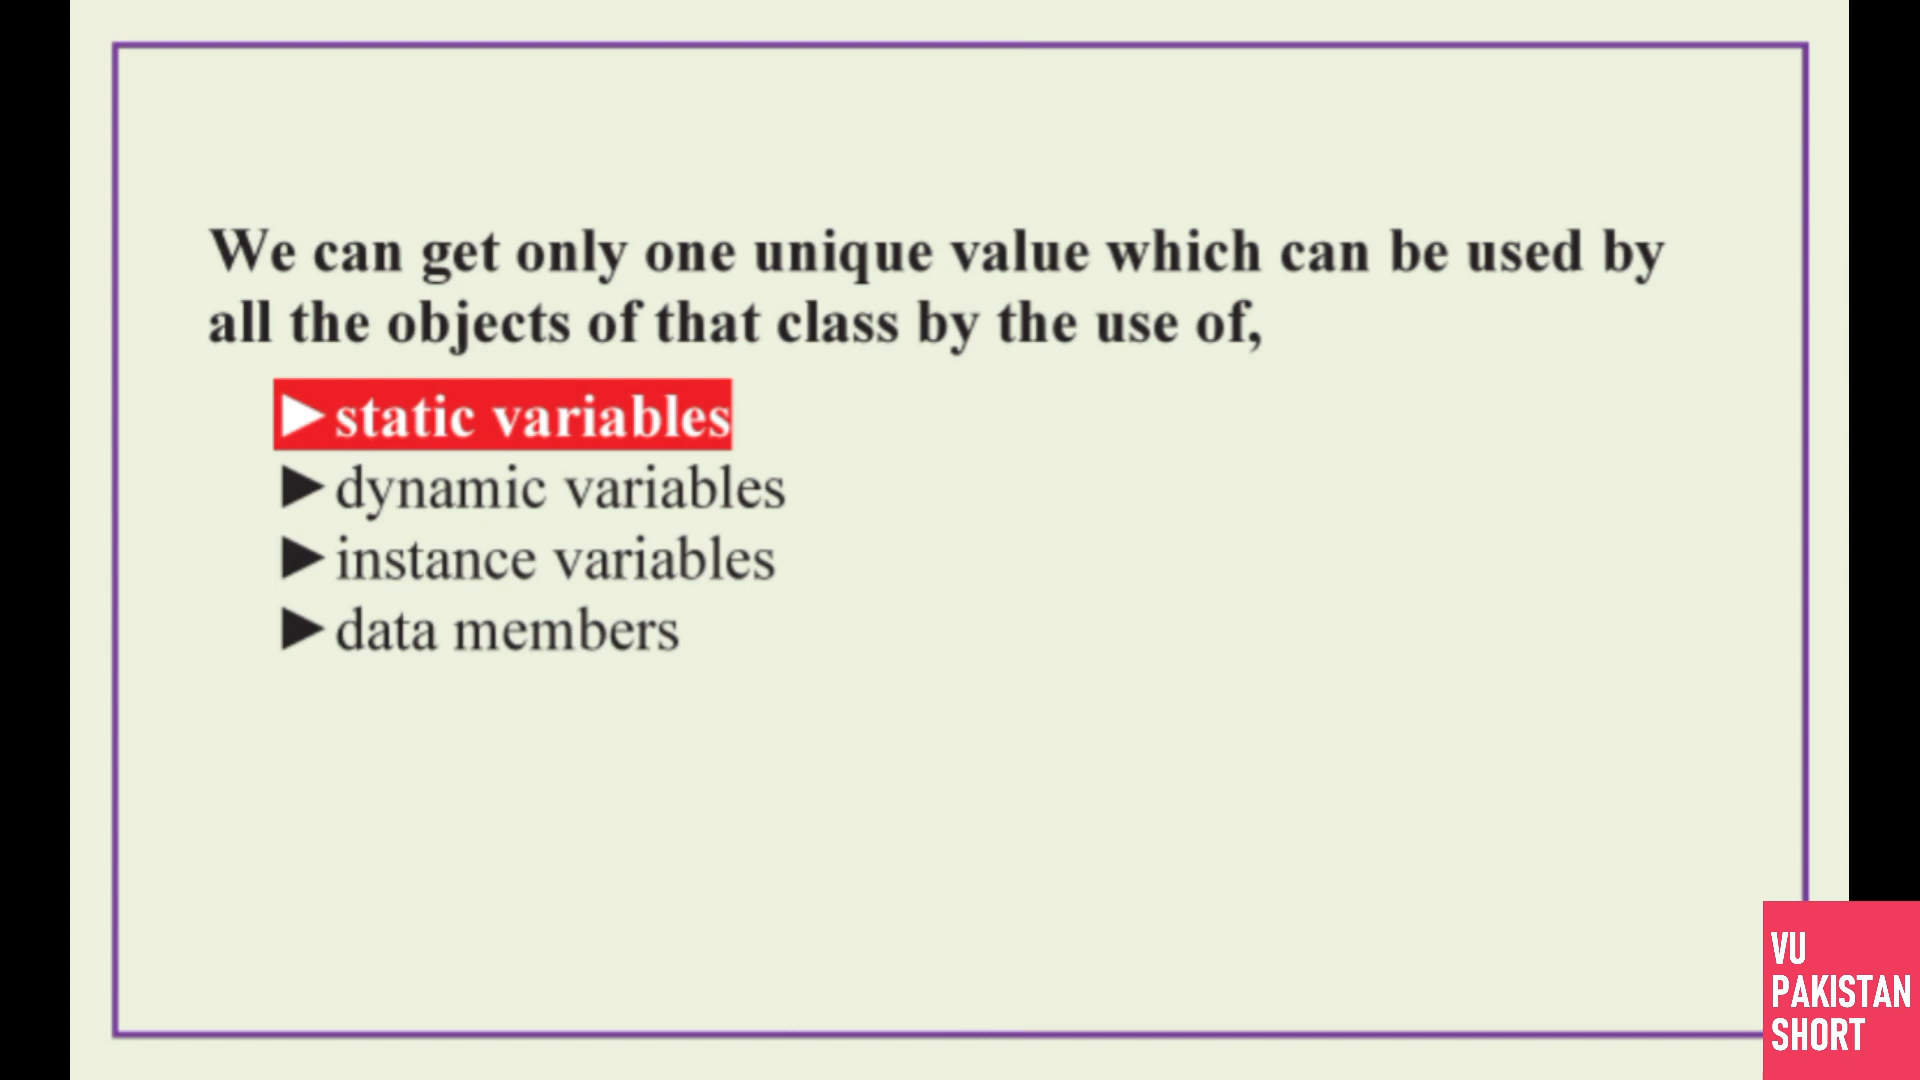 We can get only one unique value which can be used by
all the objects of that class by the use of,
►static variables
►dynamic variables
►instance variables
►data members
VU
PAKISTAN
SHORT